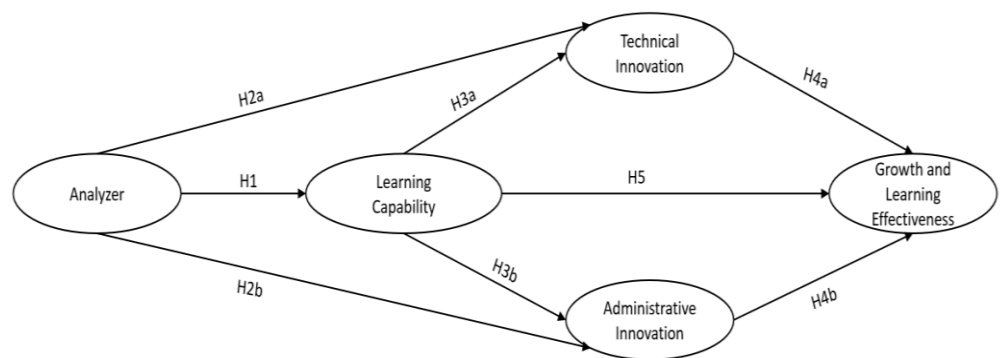 Technical
Innovation
H2a
H3a
H4a
Analyzer
H1
Learning
Capability
H5
Growth and
Learning
Effectiveness
H2b
H3b
H4b
Administrative
Innovation